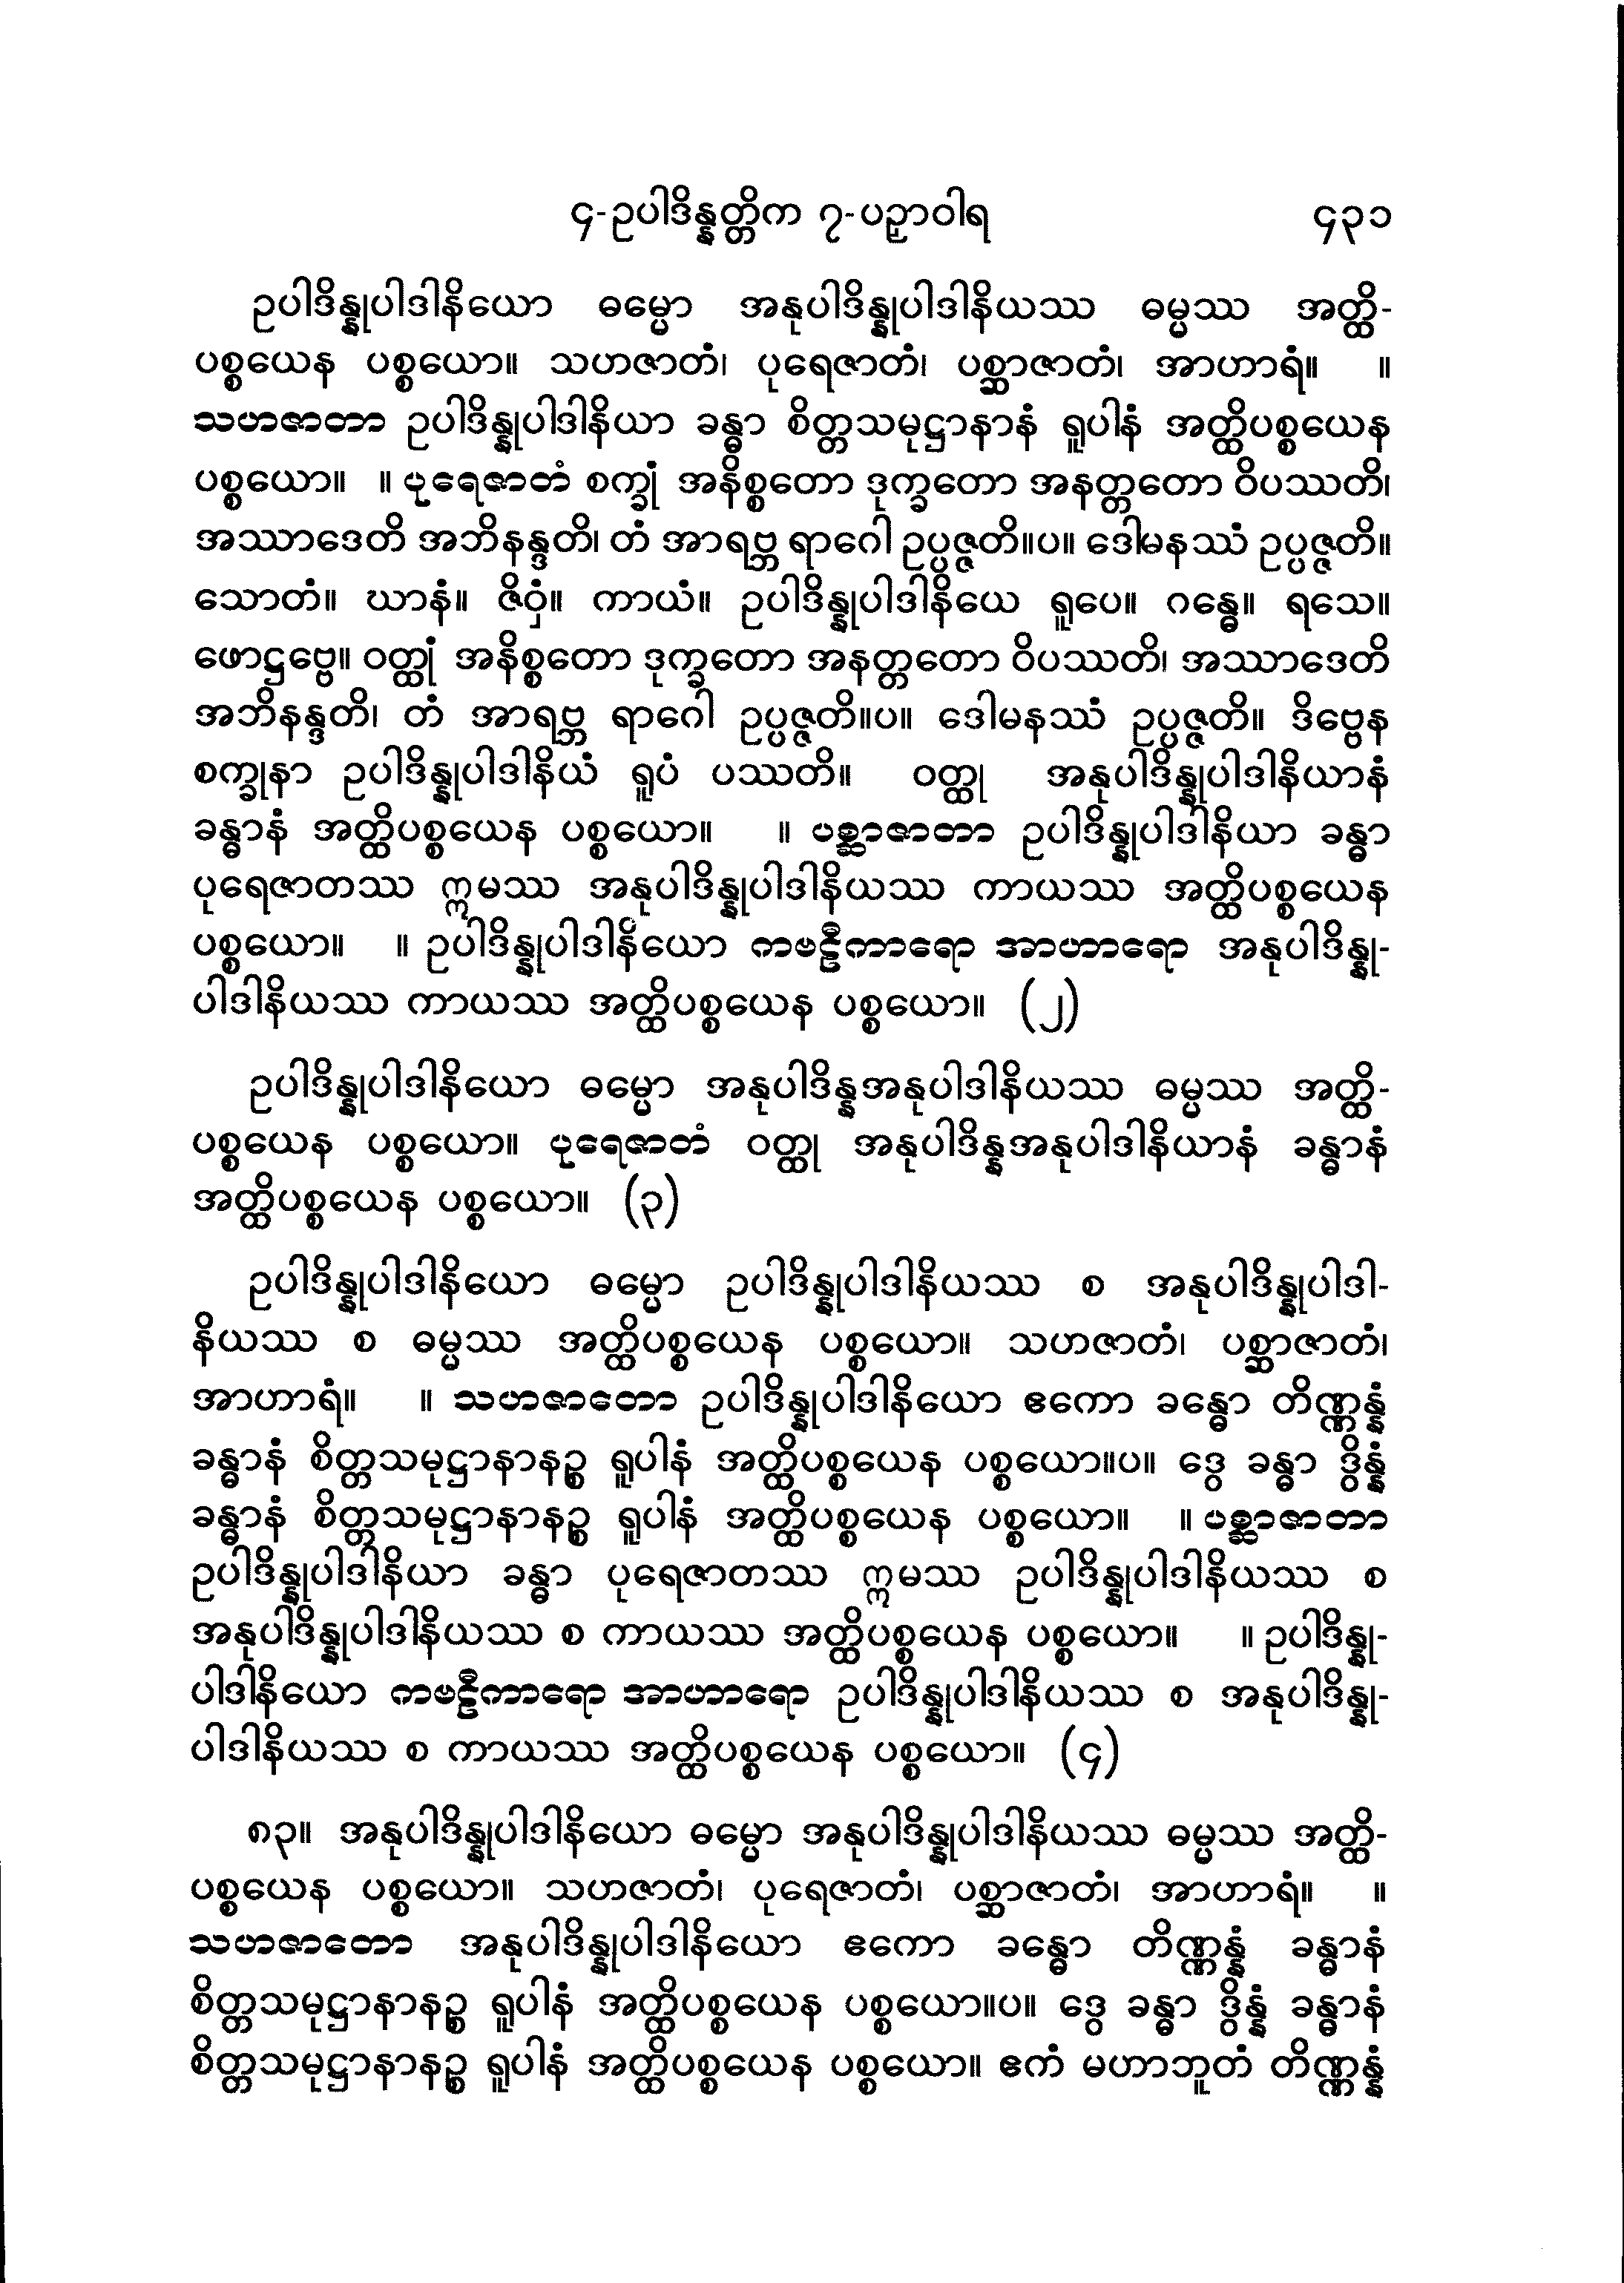 ၄-ဥပါဒိန္နတ္တိက ၇-ပဉှာဝါရ ၄၃၁
ဥပါဒိန္နုပါဒါနိယော ဓမ္မော အနုပါဒိန္နုပါဒါနိယဿ ဓမ္မဿ အတ္ထိ-
ပစ္စယေန ပစ္စယော။ သဟဇာတံ၊ ပုရေဇာတံ၊ ပစ္ဆာဇာတံ၊ အာဟာရံ။ ။
သဟဇာတာ ဥပါဒိန္နုပါဒါနိယာ ခန္ဓာ စိတ္တသမုဋ္ဌာနာနံ ရူပါနံ အတ္ထိပစ္စယေန
ပစ္စယော။ ။ ပုရေဇာတံ စက္ခုံ အနိစ္စတော ဒုက္ခတော အနတ္တတော ဝိပဿတိ၊
အဿာဒေတိ အဘိနန္ဒတိ၊ တံ အာရဗ္ဘ ရာဂေါ ဥပ္ပဇ္ဇတိ။ပ။ ဒေါမနဿံ ဥပ္ပဇ္ဇတိ။
သောတံ။ ဃာနံ။ ဇိဝှံ။ ကာယံ။ ဥပါဒိန္နုပါဒါနိယေ ရူပေ။ ဂန္ဓေ။ ရသေ။
ဖောဋ္ဌဗ္ဗေ။ ဝတ္ထုံ အနိစ္စတော ဒုက္ခတော အနတ္တတော ဝိပဿတိ၊ အဿာဒေတိ
အဘိနန္ဒတိ၊ တံ အာရဗ္ဘ ရာဂေါ ဥပ္ပဇ္ဇတိ။ပ။ ဒေါမနဿံ ဥပ္ပဇ္ဇတိ။ ဒိဗ္ဗေန
စက္ခုနာ ဥပါဒိန္နုပါဒါနိယံ ရူပံ ပဿတိ။ ဝတ္ထု အနုပါဒိန္နုပါဒါနိယာနံ
ခန္ဓာနံ အတ္ထိပစ္စယေန ပစ္စယော။ ။ ပစ္ဆာဇာတာ ဥပါဒိန္နုပါဒါနိယာ ခန္ဓာ
ပုရေဇာတဿ ဣမဿ အနုပါဒိန္နုပါဒါနိယဿ ကာယဿ အတ္ထိပစ္စယေန
ပစ္စယော။ ။ ဥပါဒိန္နုပါဒါနိယော ကဗဠီကာရော အာဟာရော အနုပါဒိန္နု-
ပါဒါနိယဿ ကာယဿ အတ္ထိပစ္စယေန ပစ္စယော။ (၂)
ဥပါဒိန္နုပါဒါနိယော ဓမ္မော အနုပါဒိန္နအနုပါဒါနိယဿ ဓမ္မဿ အတ္ထိ-
ပစ္စယေန ပစ္စယော။ ပုရေဇာတံ ဝတ္ထု အနုပါဒိန္နအနုပါဒါနိယာနံ ခန္ဓာနံ
အတ္ထိပစ္စယေန ပစ္စယော။ (၃)
ဥပါဒိန္နုပါဒါနိယော ဓမ္မော ဥပါဒိန္နုပါဒါနိယဿ စ အနုပါဒိန္နုပါဒါ-
နိယဿ စ ဓမ္မဿ အတ္ထိပစ္စယေန ပစ္စယော။ သဟဇာတံ၊ ပစ္ဆာဇာတံ၊
အာဟာရံ။ ။ သဟဇာတော ဥပါဒိန္နုပါဒါနိယော ဧကော ခန္ဓော တိဏ္ဏန္နံ
ခန္ဓာနံ စိတ္တသမုဋ္ဌာနာနဉ္စ ရူပါနံ အတ္ထိပစ္စယေန ပစ္စယော။ပ။ ဒွေ ခန္ဓာ ဒွိန္နံ
ခန္ဓာနံ စိတ္တသမုဋ္ဌာနာနဉ္စ ရူပါနံ အတ္ထိပစ္စယေန ပစ္စယော။ ။ ပစ္ဆာဇာတာ
ဥပါဒိန္နုပါဒါနိယာ ခန္ဓာ ပုရေဇာတဿ ဣမဿ ဥပါဒိန္နုပါဒါနိယဿ စ
အနုပါဒိန္နုပါဒါနိယဿ စ ကာယဿ အတ္ထိပစ္စယေန ပစ္စယော။ ။ ဥပါဒိန္နု-
ပါဒါနိယော ကဗဠီကာရော အာဟာရော ဥပါဒိန္နုပါဒါနိယဿ စ အနုပါဒိန္နု-
ပါဒါနိယဿ စ ကာယဿ အတ္ထိပစ္စယေန ပစ္စယော။ (၄)
၈၃။ အနုပါဒိန္နုပါဒါနိယော ဓမ္မော အနုပါဒိန္နုပါဒါနိယဿ ဓမ္မဿ အတ္ထိ-
ပစ္စယေန ပစ္စယော။ သဟဇာတံ၊ ပုရေဇာတံ၊ ပစ္ဆာဇာတံ၊ အာဟာရံ။ ။
သဟဇာတော အနုပါဒိန္နုပါဒါနိယော ဧကော ခန္ဓော တိဏ္ဏန္နံ ခန္ဓာနံ
စိတ္တသမုဋ္ဌာနာနဉ္စ ရူပါနံ အတ္ထိပစ္စယေန ပစ္စယော။ပ။ ဒွေ ခန္ဓာ ဒွိန္နံ ခန္ဓာနံ
စိတ္တသမုဋ္ဌာနာနဉ္စ ရူပါနံ အတ္ထိပစ္စယေန ပစ္စယော။ ဧကံ မဟာဘူတံ တိဏ္ဏန္နံ